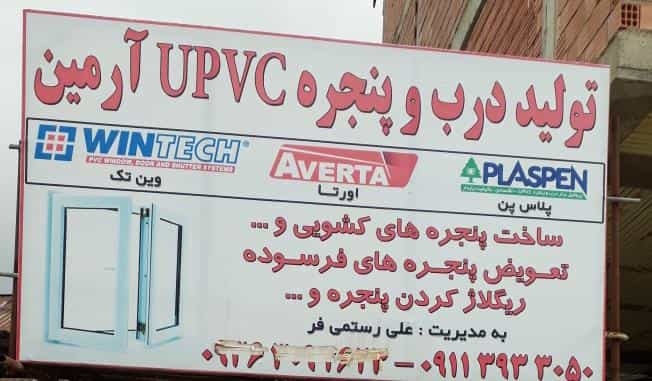 تولید درب و پنجره UPVC آرمین
WINTECH®
PVC WINDOW, DOOR AND SHUTTER SYSTEMS
وین تک
AVERTA
اورتا
PLASPEN
پلاس پن
ساخت پنجره های کشویی و ...
تعویض پنجره های فرسوده
ریگلاژ کردن پنجره و ...
به مدیریت : علی رستمی فر
۰۹۱۱ ۳۹۳ ۳۰۵۰ –